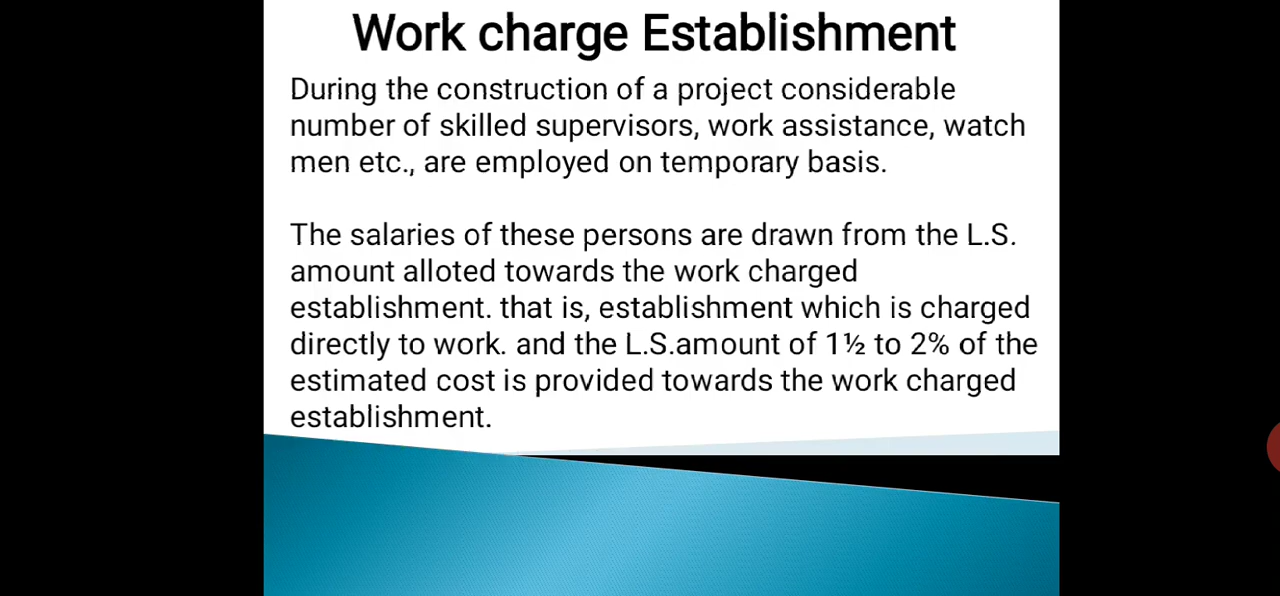 Work charge Establishment
During the construction of a project considerable
number of skilled supervisors, work assistance, watch
men etc., are employed on temporary basis.
The salaries of these persons are drawn from the L.S.
amount alloted towards the work charged
establishment. that is, establishment which is charged
directly to work. and the L.S.amount of 1½ to 2% of the
estimated cost is provided towards the work charged
establishment.